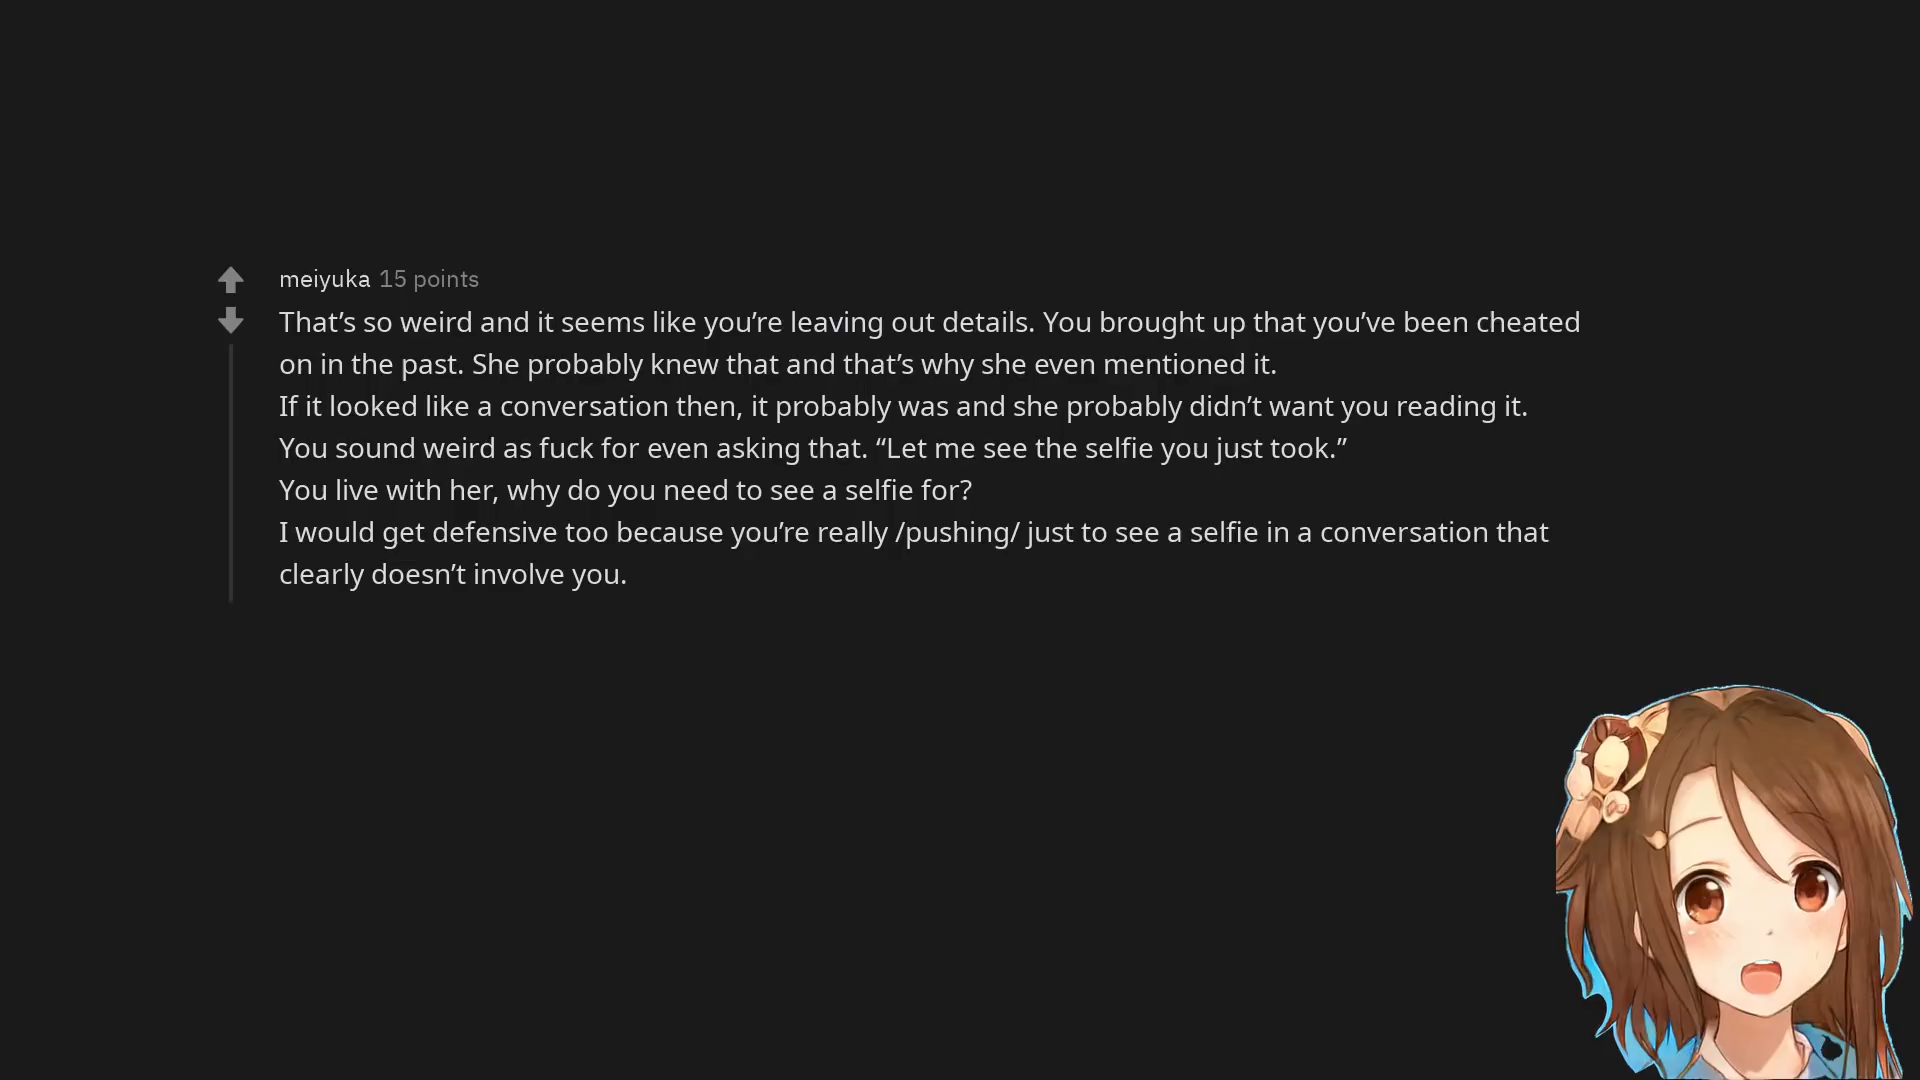 meiyuka 15 points
That’s so weird and it seems like you’re leaving out details. You brought up that you’ve been cheated
on in the past. She probably knew that and that’s why she even mentioned it.
If it looked like a conversation then, it probably was and she probably didn’t want you reading it.
You sound weird as fuck for even asking that. “Let me see the selfie you just took.”
You live with her, why do you need to see a selfie for?
I would get defensive too because you’re really /pushing/ just to see a selfie in a conversation that
clearly doesn’t involve you.